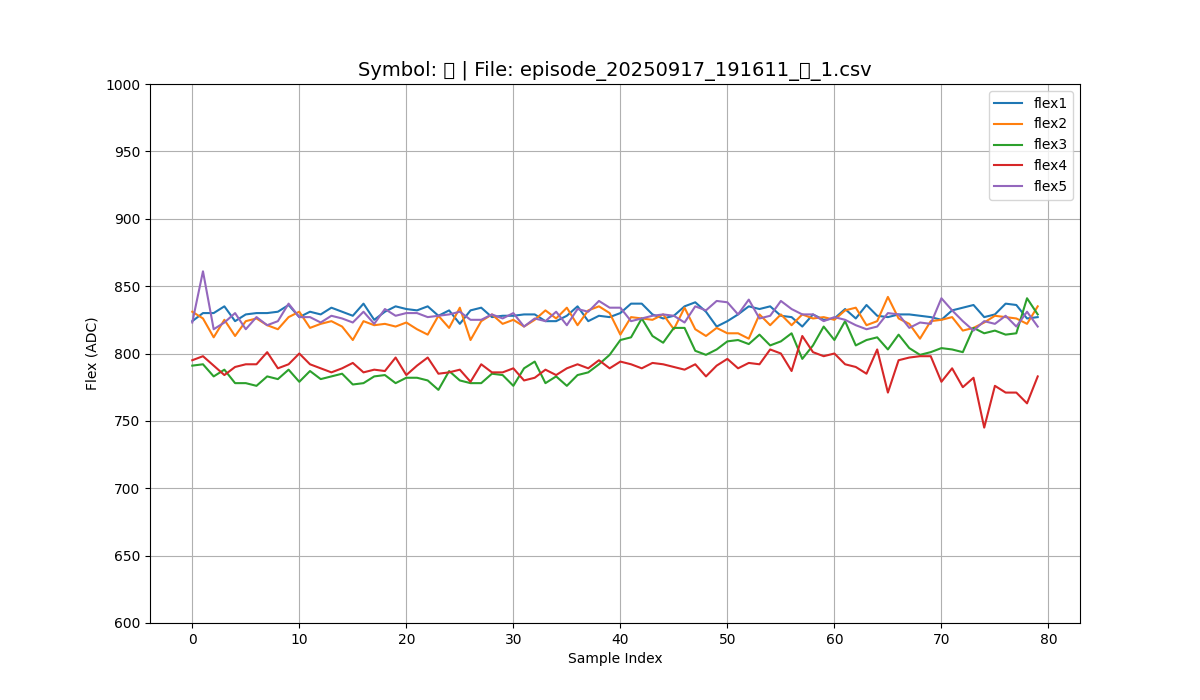 Symbol: | File: episode_20250917_191611_ _1.csv
1000
950
900
850
800
750
700
650
600
Flex (ADC)
0 10 20 30 40 50 60 70 80
Sample Index
flex1
flex2
flex3
flex4
flex5